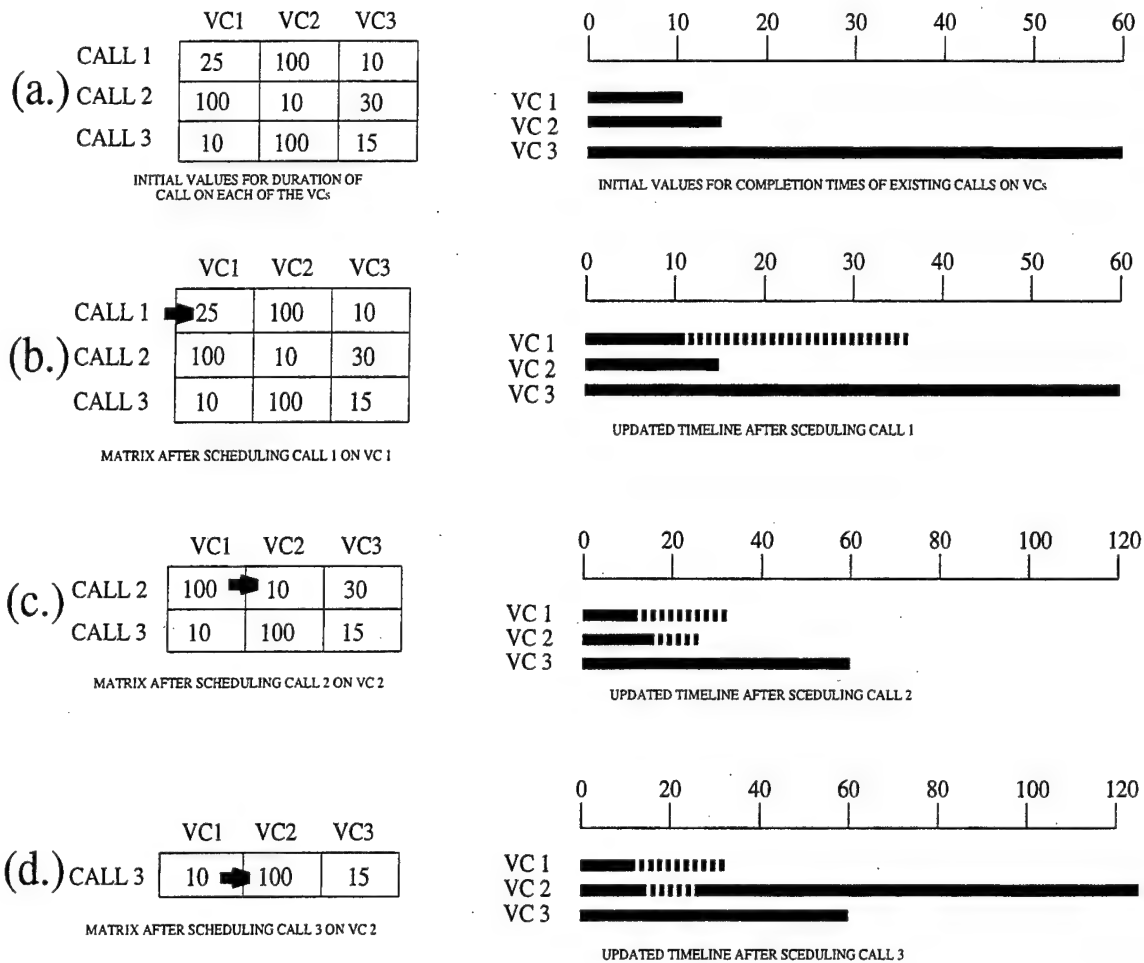 VC1 VC2 VC3
(a.)
CALL 1 25 100 10
CALL 2 100 10 30
CALL 3 10 100 15
INITIAL VALUES FOR DURATION OF
CALL ON EACH OF THE VCs
0 10 20 30 40 50 60
VC 1
VC 2
VC 3
INITIAL VALUES FOR COMPLETION TIMES OF EXISTING CALLS ON VCs
VC1 VC2 VC3
(b.)
CALL 1 25 100 10
CALL 2 100 10 30
CALL 3 10 100 15
MATRIX AFTER SCHEDULING CALL 1 ON VC 1
0 10 20 30 40 50 60
VC 1
VC 2
VC 3
UPDATED TIMELINE AFTER SCEDULING CALL 1
VC1 VC2 VC3
(c.)
CALL 2 100 10 30
CALL 3 10 100 15
MATRIX AFTER SCHEDULING CALL 2 ON VC 2
0 20 40 60 80 100 120
VC 1
VC 2
VC 3
UPDATED TIMELINE AFTER SCEDULING CALL 2
VC1 VC2 VC3
(d.)
CALL 3 10 100 15
MATRIX AFTER SCHEDULING CALL 3 ON VC 2
0 20 40 60 80 100 120
VC 1
VC 2
VC 3
UPDATED TIMELINE AFTER SCEDULING CALL 3